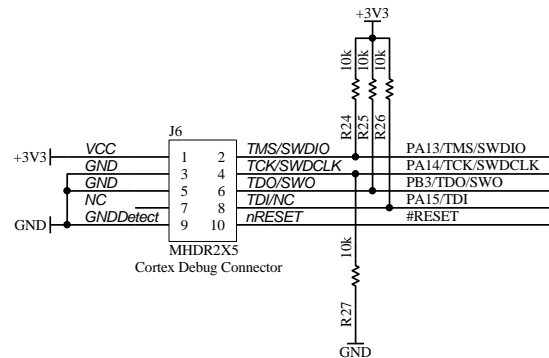 +3V3
10k
10k
10k
R24
R25
R26
J6
+3V3
VCC
1
2
TMS/SWDIO
PA13/TMS/SWDIO
GND
3
4
TCK/SWDCLK
PA14/TCK/SWDCLK
GND
5
6
TDO/SWO
PB3/TDO/SWO
NC
7
8
TDI/NC
PA15/TDI
GND
GNDDetect
9
10
nRESET
#RESET
MHDR2X5
Cortex Debug Connector
10k
R27
GND